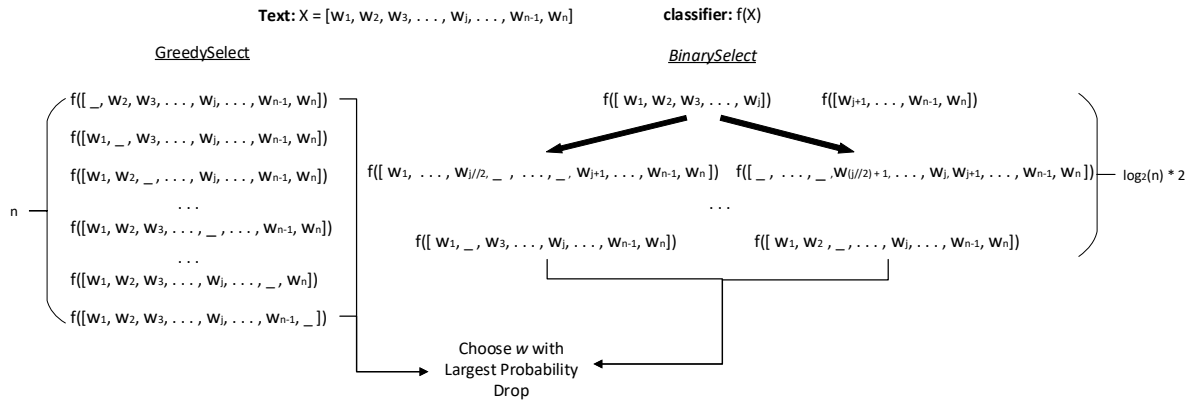 Text: X = [w1, w2, w3, . . . , wj, . . . , wn-1, wn]
classifier: f(X)
GreedySelect
f([ _, w2, w3, . . . , wj, . . . , wn-1, wn])
f([w1, _ , w3, . . . , wj, . . . , wn-1, wn])
f([w1, w2, _, . . . , wj, . . . , wn-1, wn])
. . .
f([w1, w2, w3, . . . , _ , . . . , wn-1, wn])
. . .
f([w1, w2, w3, . . . , wj, . . . , _ , wn])
f([w1, w2, w3, . . . , wj, . . . , wn-1, _ ])
n
BinarySelect
f([ w1, w2, w3, . . . , wj])
f([wj+1, . . . , wn-1, wn])
f([ w1, . . . , wj//2, _ , . . . , _ , wj+1, . . . , wn-1, wn])
f([ _ , . . . , _ , w(j//2) + 1, . . . , wj, wj+1, . . . , wn-1, wn])
. . .
f([ w1, _ , w3, . . . , wj, . . . , wn-1, wn])
f([ w1, w2 , _ , . . . , wj, . . . , wn-1, wn])
log2(n) * 2
Choose w with
Largest Probability
Drop